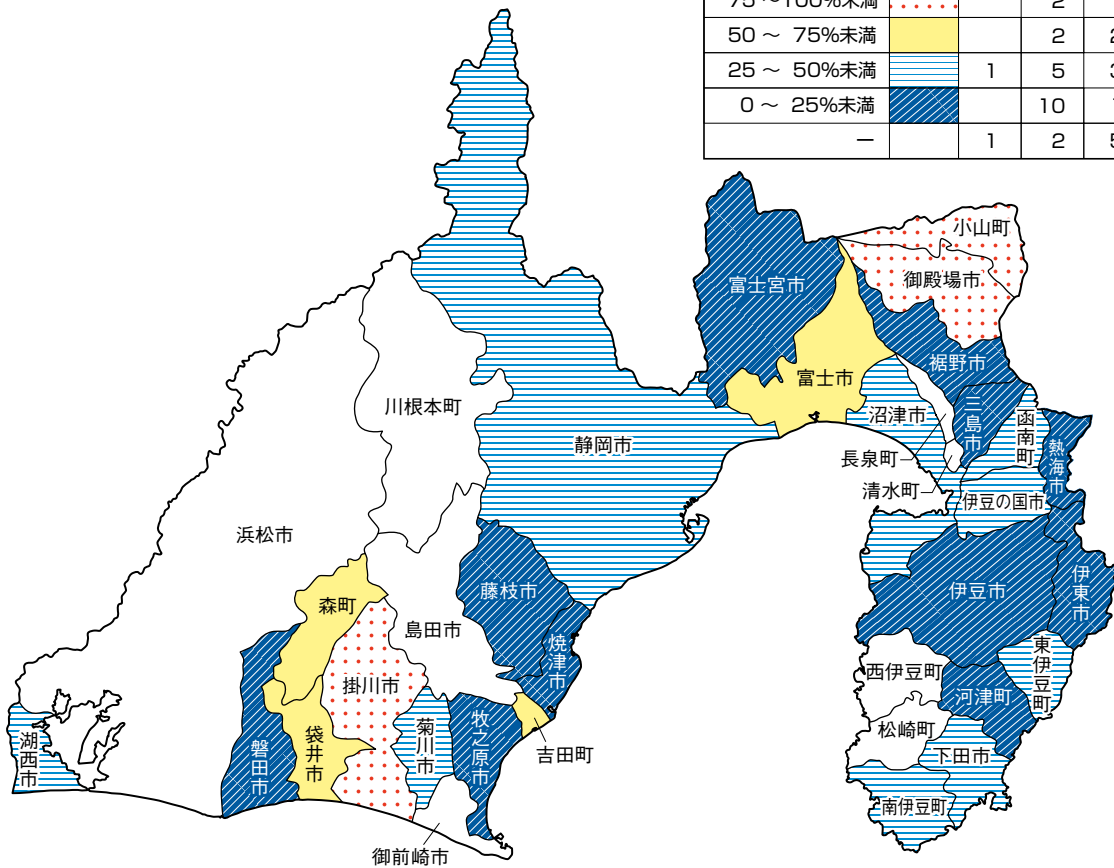 75 ～100%未満 2
50 ～ 75%未満 2 2
25 ～ 50%未満 1 5 3
0 ～ 25%未満 10
－ 1 2 5
小山町
御殿場市
富士宮市
裾野市
富士市
川根本町
沼津市
三島市
函南町
静岡市
熱海市
長泉町
清水町
伊豆の国市
浜松市
藤枝市
伊豆市
伊東市
森町
島田市
焼津市
東伊豆町
西伊豆町
掛川市
河津町
牧之原市
菊川市
袋井市
松崎町
湖西市
磐田市
吉田町
下田市
南伊豆町
御前崎市